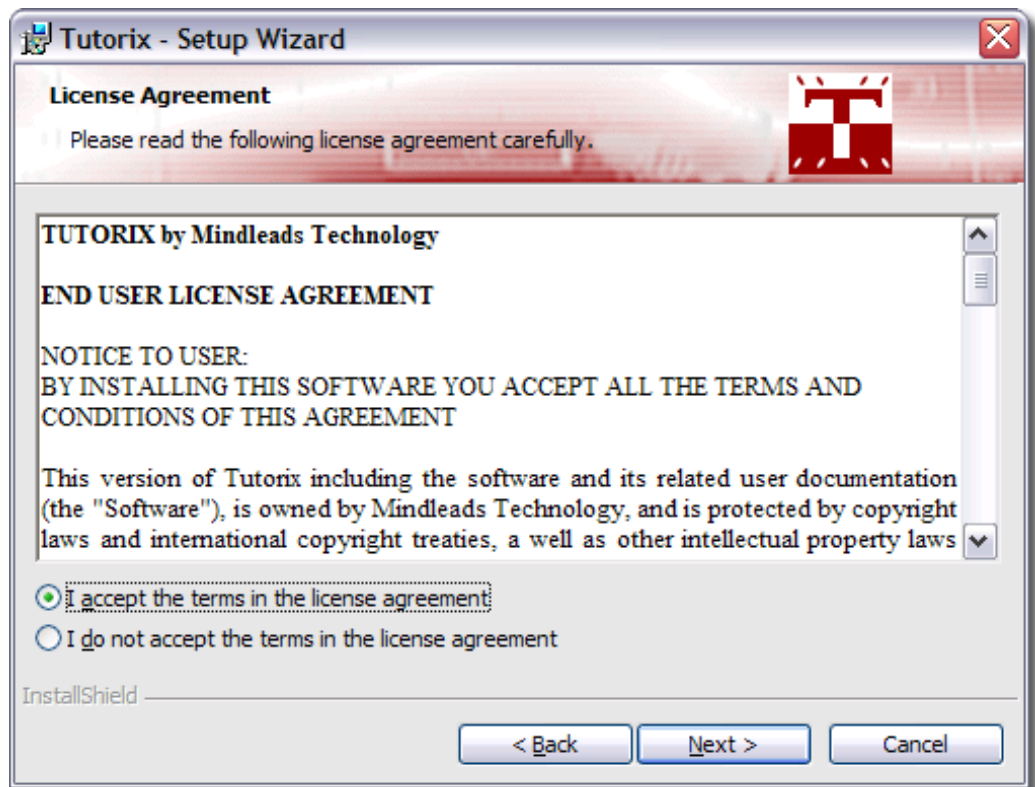 Tutorix - Setup Wizard
License Agreement
Please read the following license agreement carefully.
T
TUTORIX by Mindleads Technology
END USER LICENSE AGREEMENT
NOTICE TO USER:
BY INSTALLING THIS SOFTWARE YOU ACCEPT ALL THE TERMS AND
CONDITIONS OF THIS AGREEMENT
This version of Tutorix including the software and its related user documentation
(the "Software"), is owned by Mindleads Technology, and is protected by copyright
laws and international copyright treaties, a well as other intellectual property laws
I accept the terms in the license agreement
I do not accept the terms in the license agreement
InstallShield
< Back
Next >
Cancel